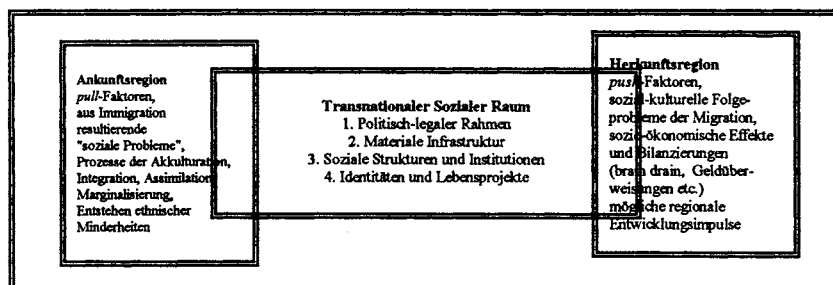 Ankunftsregion
pull-Faktoren,
aus Immigration
resultierende
"soziale Probleme",
Prozesse der Akkulturation,
Integration, Assimilation
Marginalisierung,
Entstehen ethnischer
Minderheiten
Transnationaler Sozialer Raum
1. Politisch-legaler Rahmen
2. Materiale Infrastruktur
3. Soziale Strukturen und Institutionen
4. Identitäten und Lebensprojekte
Herkunftsregion
push-Faktoren,
sozial-kulturelle Folge-
probleme der Migration,
sozio-ökonomische Effekte
und Bilanzierungen
(brain drain, Geldüber-
weisungen etc.)
mögliche regionale
Entwicklungsimpulse